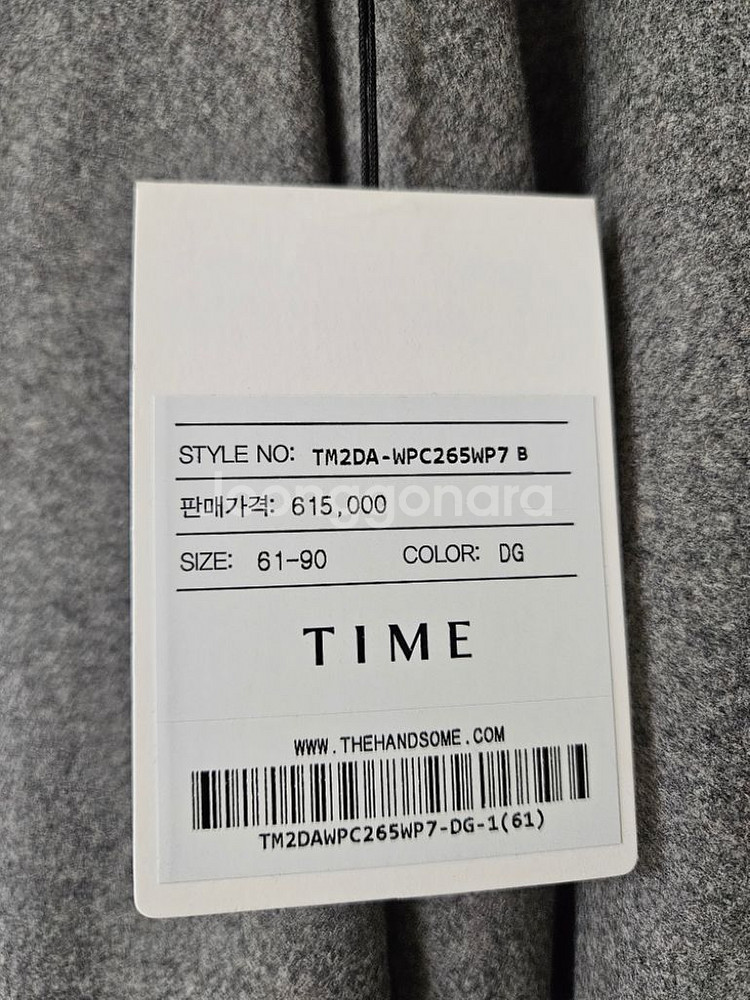 STYLE NO: TM2DA-WPC265WP7 B
판매가격: 615,000
joonggonara
SIZE: 61-90 COLOR: DG
TIME
WWW.THEHANDSOME.COM
TM2DAWPC265WP7-DG-1(61)